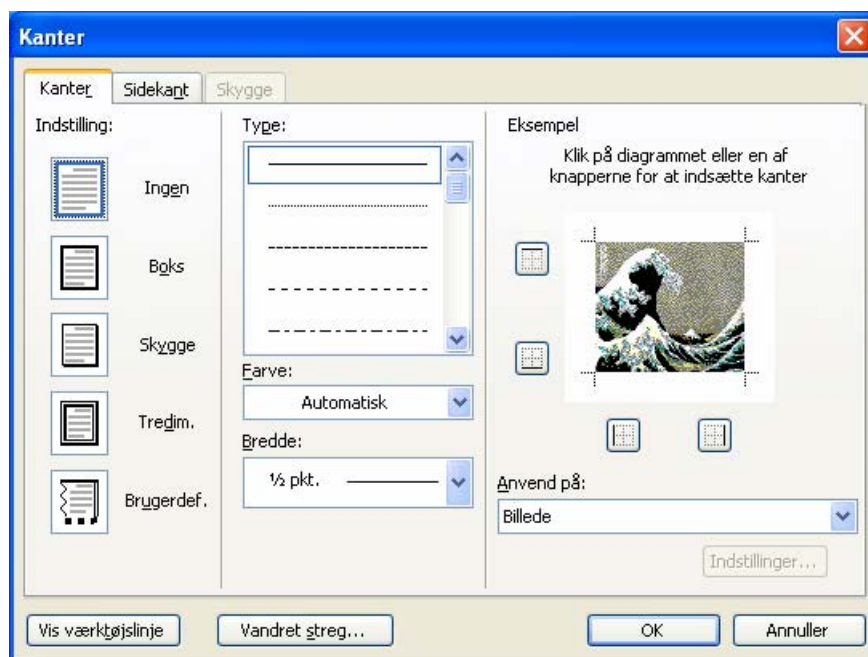 Kanter
Kanter Sidekant Skygge
Indstilling:
Ingen
Boks
Skygge
Tredim.
Brugerdef.
Type:
Farve:
Automatisk
Bredde:
½ pkt.
Eksempel
Klik på diagrammet eller en af
knapperne for at indsætte kanter
Anvend på:
Billede
Indstillinger...
Vis værktøjslinje Vandret streg... OK Annuller